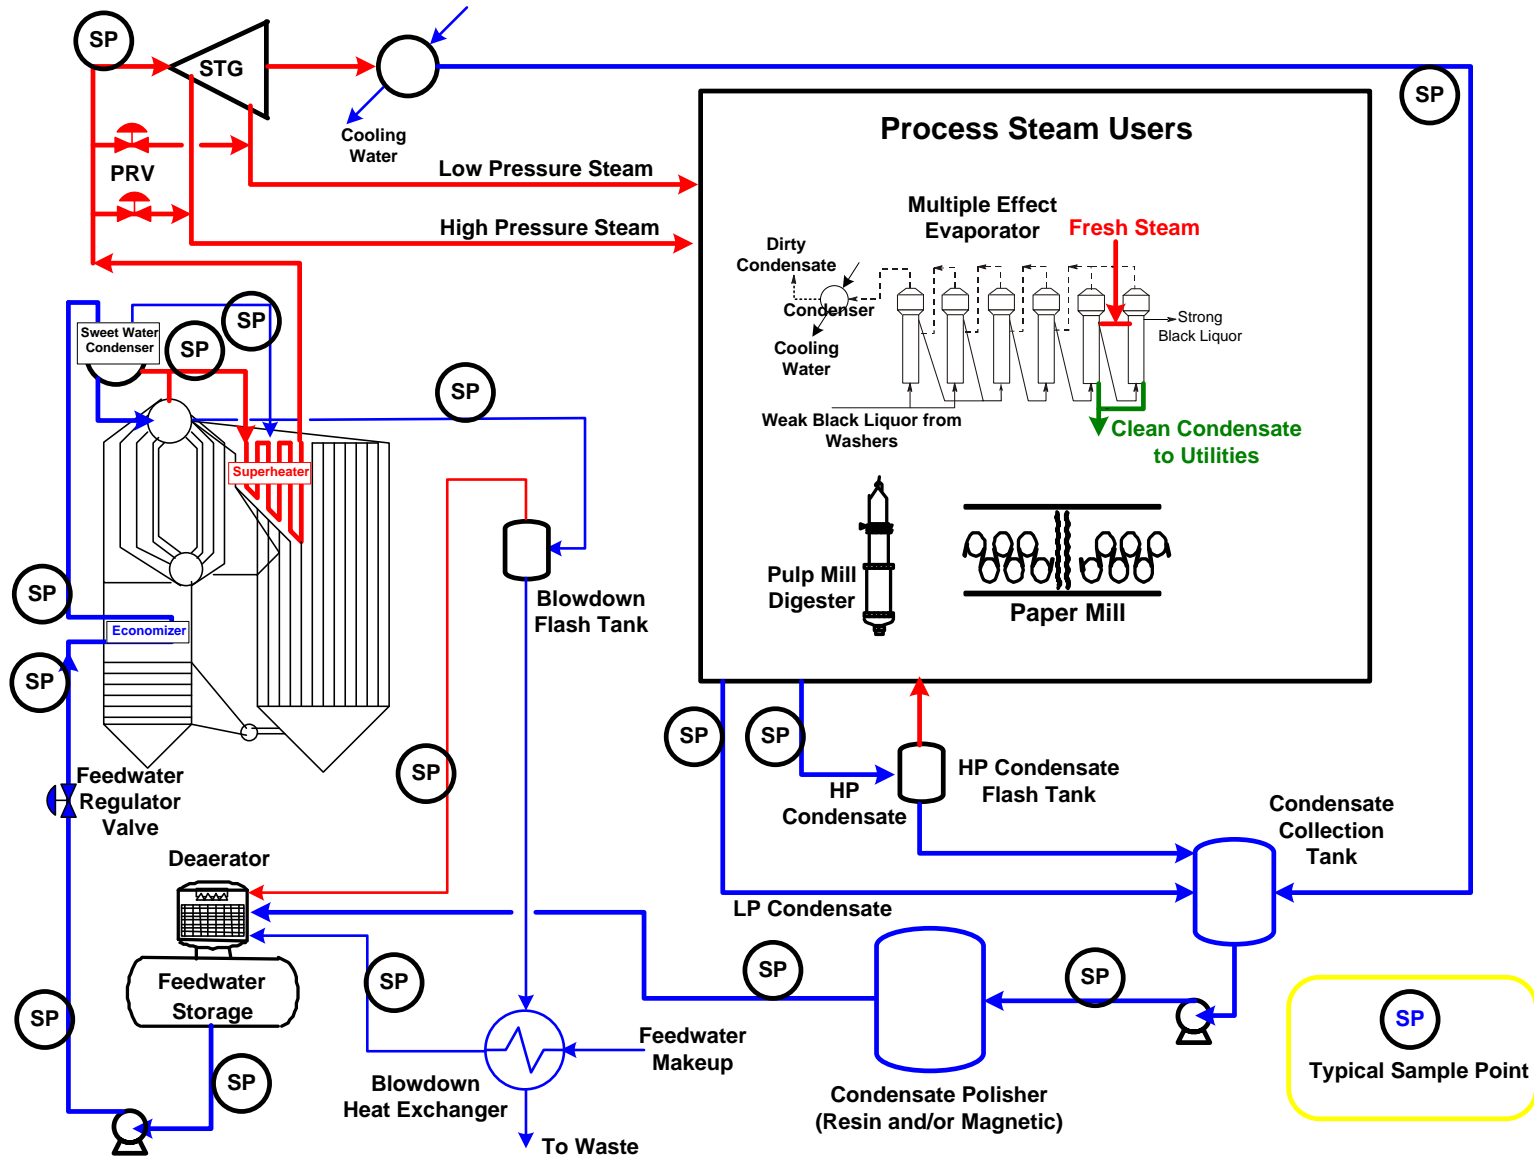 SP
STG
Cooling
Water
SP
Process Steam Users
PRV
Low Pressure Steam
High Pressure Steam
Multiple Effect
Evaporator
Fresh Steam
Dirty
Condensate
Condenser
Cooling
Water
Strong
Black Liquor
Weak Black Liquor from
Washers
Clean Condensate
to Utilities
Sweet Water
Condenser
SP
SP
SP
Superheater
Pulp Mill
Digester
Paper Mill
Blowdown
Flash Tank
SP
Economizer
SP
SP
SP
SP
Feedwater
Regulator
Valve
HP
Condensate
HP Condensate
Flash Tank
Condensate
Collection
Tank
Deaerator
LP Condensate
Feedwater
Storage
SP
SP
SP
SP
SP
SP
Feedwater
Makeup
Blowdown
Heat Exchanger
To Waste
Condensate Polisher
(Resin and/or Magnetic)
SP
Typical Sample Point